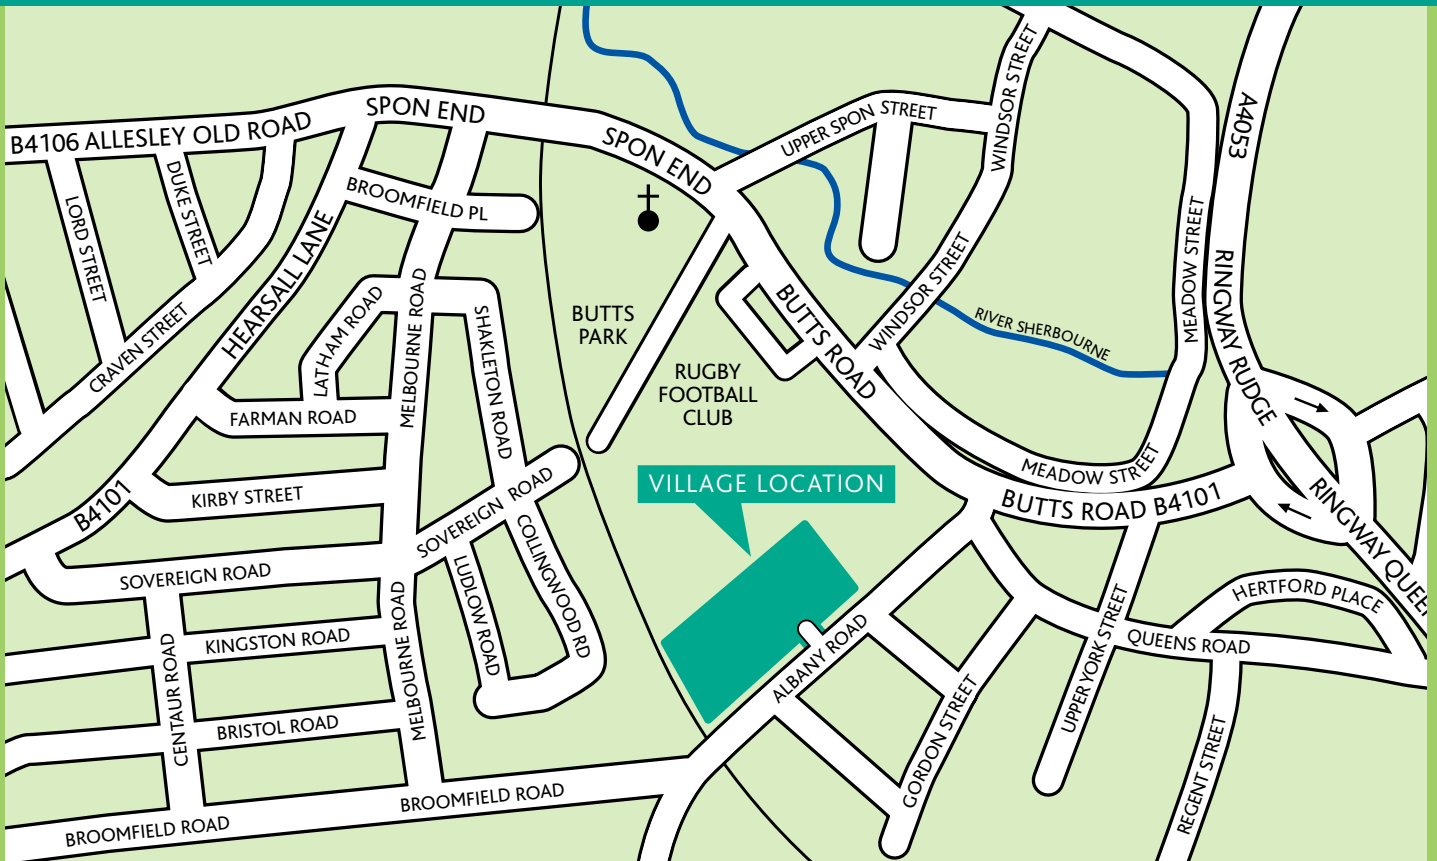 B4106 ALLESLEY OLD ROAD
SPON END
SPON END
UPPER SPON STREET
WINDSOR STREET
A4053
LORD STREET
DUKE STREET
BROOMFIELD PL
HEARSALL LANE
CRAVEN STREET
LATHAM ROAD
MELBOURNE ROAD
SHAKLETON ROAD
FARMAN ROAD
BUTTS
PARK
RUGBY
FOOTBALL
CLUB
BUTTS ROAD
WINDSOR STREET
RIVER SHERBOURNE
MEADOW STREET
RINGWAY RUDGE
MEADOW STREET
BUTTS ROAD B4101
RINGWAY QUEE
B4101
KIRBY STREET
SOVEREIGN ROAD
SOVEREIGN ROAD
VILLAGE LOCATION
COLLINGWOOD RD
LUDLOW ROAD
KINGSTON ROAD
CENTAUR ROAD
MELBOURNE ROAD
BRISTOL ROAD
BROOMFIELD ROAD
BROOMFIELD ROAD
ALBANY ROAD
GORDON STREET
UPPER YORK STREET
QUEENS ROAD
HERTFORD PLACE
REGENT STREET